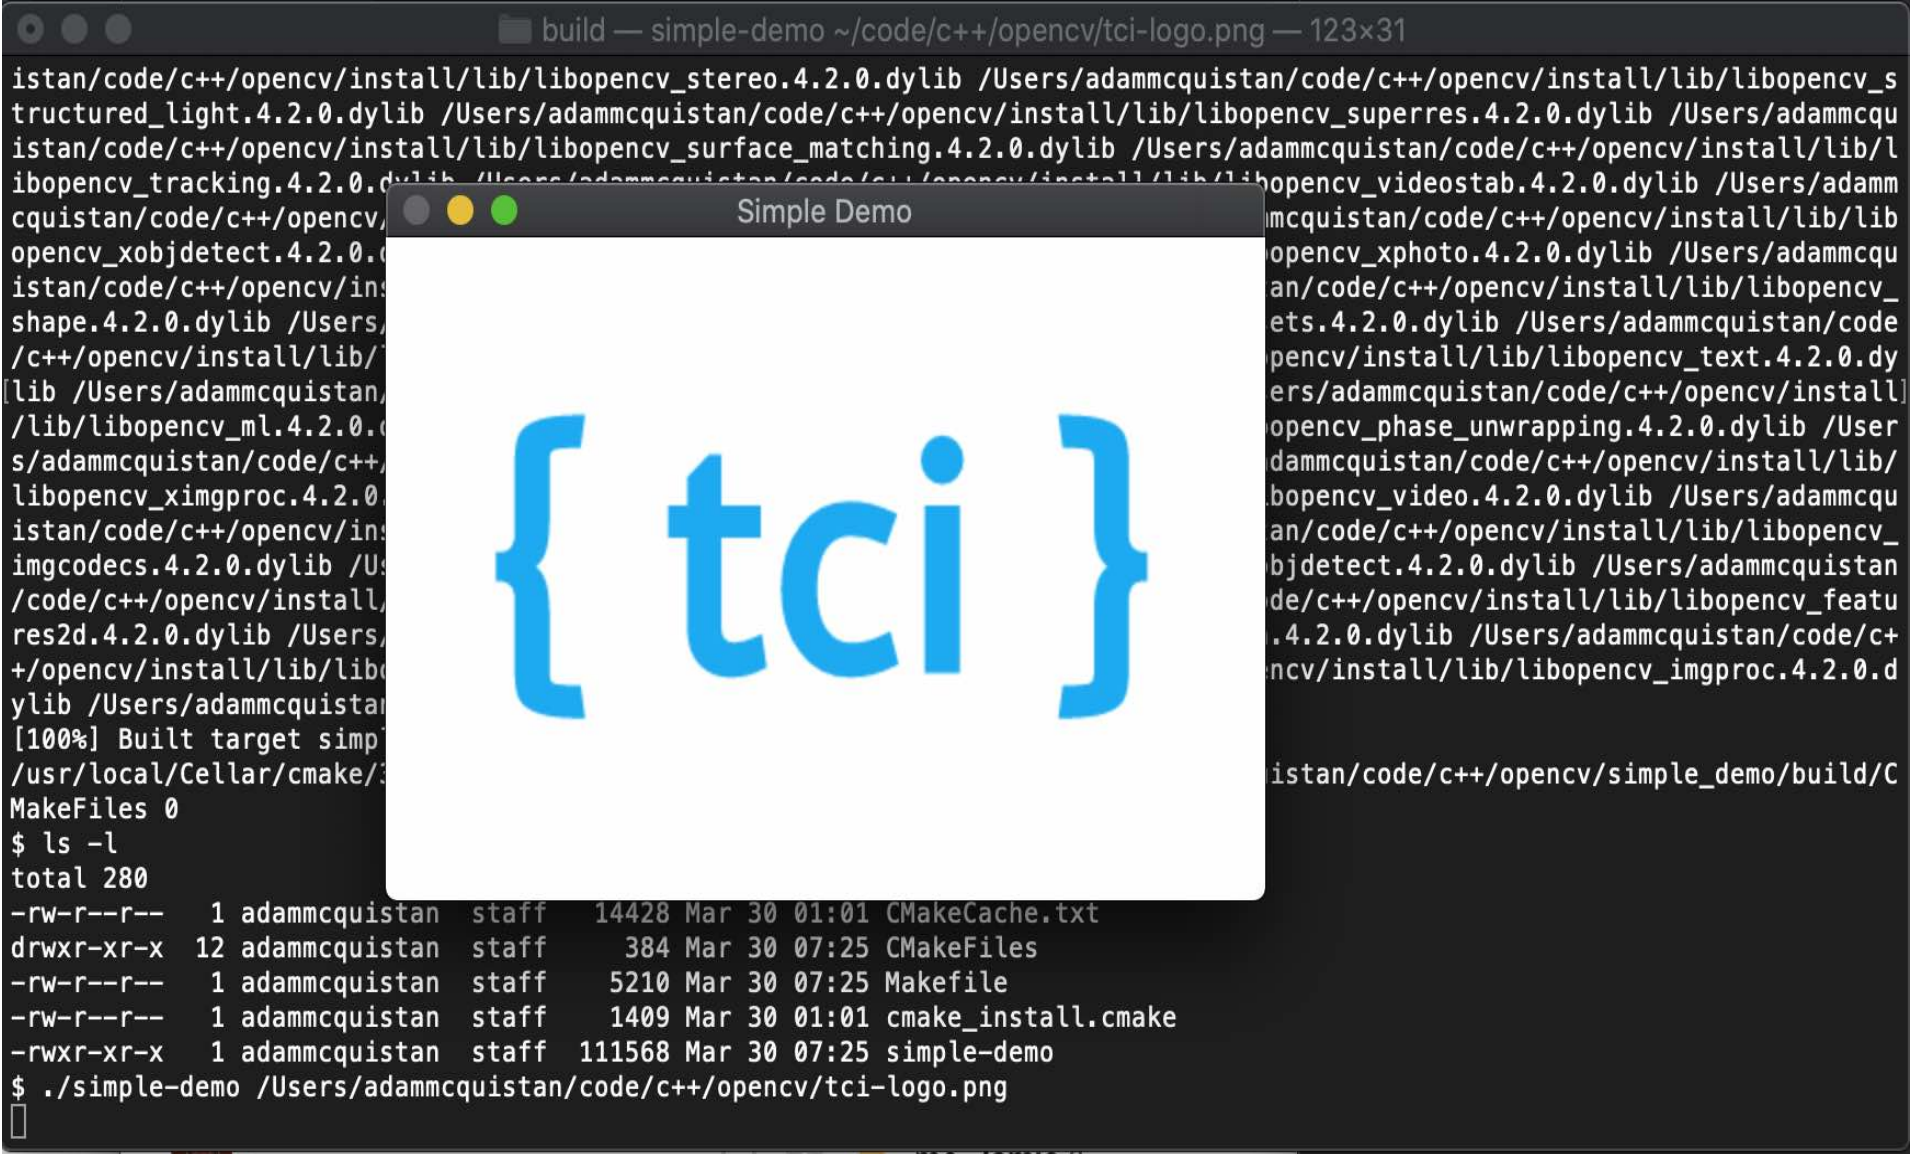 build — simple-demo ~/code/c++/opencv/tci-logo.png — 123×31
istan/code/c++/opencv/install/lib/libopencv_stereo.4.2.0.dylib /Users/adammcquistan/code/c++/opencv/install/lib/libopencv_s
tructured_light.4.2.0.dylib /Users/adammcquistan/code/c++/opencv/install/lib/libopencv_superres.4.2.0.dylib /Users/adammcqu
istan/code/c++/opencv/install/lib/libopencv_surface_matching.4.2.0.dylib /Users/adammcquistan/code/c++/opencv/install/lib/l
ibopencv_tracking.4.2.0.dylib /Users/adammcquistan/code/c++/opencv/install/lib/libopencv_videostab.4.2.0.dylib /Users/adamm
cquistan/code/c++/opencv/ mcquistan/code/c++/opencv/install/lib/lib
opencv_xobjdetect.4.2.0. opencv_xphoto.4.2.0.dylib /Users/adammcqu
istan/code/c++/opencv/ins an/code/c++/opencv/install/lib/libopencv_
shape.4.2.0.dylib /Users/ ets.4.2.0.dylib /Users/adammcquistan/code
/c++/opencv/install/lib/ pencv/install/lib/libopencv_text.4.2.0.dy
[lib /Users/adammcquistan/ ers/adammcquistan/code/c++/opencv/install]
/lib/libopencv_ml.4.2.0. opencv_phase_unwrapping.4.2.0.dylib /User
s/adammcquistan/code/c++/ dammcquistan/code/c++/opencv/install/lib/
libopencv_ximgproc.4.2.0. bopencv_video.4.2.0.dylib /Users/adammcqu
istan/code/c++/opencv/ins an/code/c++/opencv/install/lib/libopencv_
imgcodecs.4.2.0.dylib /Us bjdetect.4.2.0.dylib /Users/adammcquistan
/code/c++/opencv/install/ de/c++/opencv/install/lib/libopencv_featu
res2d.4.2.0.dylib /Users/ .4.2.0.dylib /Users/adammcquistan/code/c+
+/opencv/install/lib/libo ncv/install/lib/libopencv_imgproc.4.2.0.d
ylib /Users/adammcquistan
[100%] Built target simp
/usr/local/Cellar/cmake/3 istan/code/c++/opencv/simple_demo/build/C
MakeFiles 0
$ ls -l
total 280
-rw-r--r--   1 adammcquistan  staff   14428 Mar 30 01:01 CMakeCache.txt
drwxr-xr-x  12 adammcquistan  staff     384 Mar 30 07:25 CMakeFiles
-rw-r--r--   1 adammcquistan  staff    5210 Mar 30 07:25 Makefile
-rw-r--r--   1 adammcquistan  staff    1409 Mar 30 01:01 cmake_install.cmake
-rwxr-xr-x   1 adammcquistan  staff  111568 Mar 30 07:25 simple-demo
$ ./simple-demo /Users/adammcquistan/code/c++/opencv/tci-logo.png
Simple Demo
{ tci }